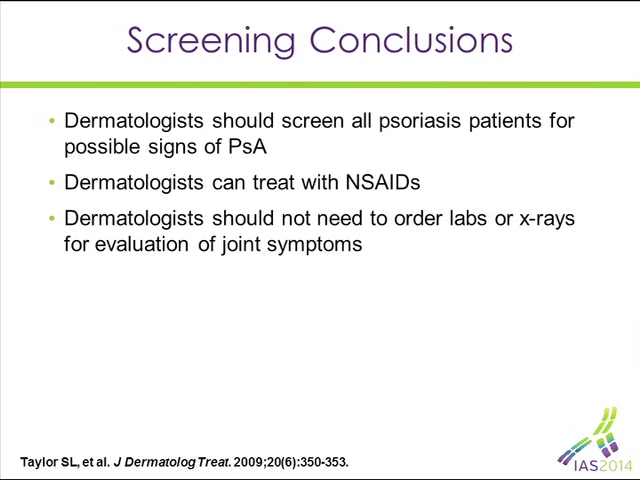 Screening Conclusions
• Dermatologists should screen all psoriasis patients for
possible signs of PsA
• Dermatologists can treat with NSAIDs
• Dermatologists should not need to order labs or x-rays
for evaluation of joint symptoms
Taylor SL, et al. J Dermatolog Treat. 2009;20(6):350-353.
IAS2014